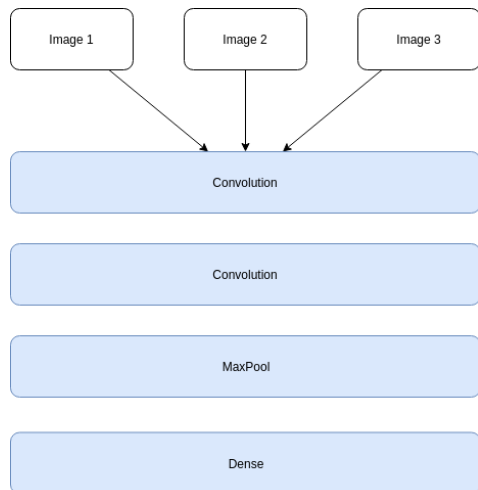 Image 1
Image 2
Image 3
Convolution
Convolution
MaxPool
Dense